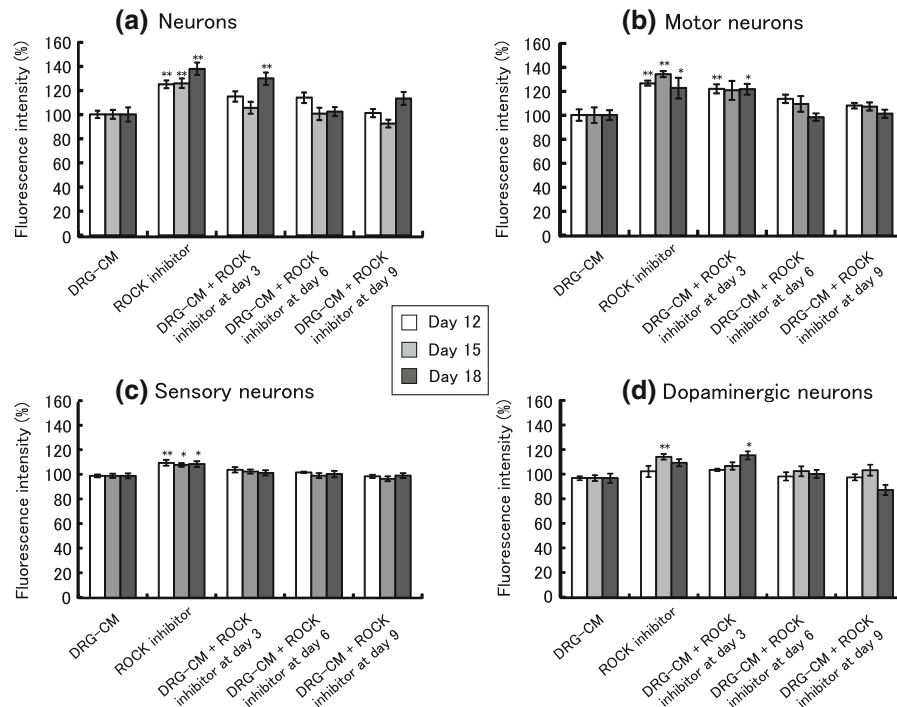 (a) Neurons
Fluorescence intensity (%)
160
140
120
100
80
60
40
20
0
** ** **
**
DRG-CM
ROCK inhibitor
DRG-CM + ROCK
inhibitor at day 3
DRG-CM + ROCK
inhibitor at day 6
DRG-CM + ROCK
inhibitor at day 9
(b) Motor neurons
Fluorescence intensity (%)
160
140
120
100
80
60
40
20
0
** ** *
** *
DRG-CM
ROCK inhibitor
DRG-CM + ROCK
inhibitor at day 3
DRG-CM + ROCK
inhibitor at day 6
DRG-CM + ROCK
inhibitor at day 9
Day 12
Day 15
Day 18
(c) Sensory neurons
Fluorescence intensity (%)
160
140
120
100
80
60
40
20
0
** * *
DRG-CM
ROCK inhibitor
DRG-CM + ROCK
inhibitor at day 3
DRG-CM + ROCK
inhibitor at day 6
DRG-CM + ROCK
inhibitor at day 9
(d) Dopaminergic neurons
Fluorescence intensity (%)
160
140
120
100
80
60
40
20
0
**
*
DRG-CM
ROCK inhibitor
DRG-CM + ROCK
inhibitor at day 3
DRG-CM + ROCK
inhibitor at day 6
DRG-CM + ROCK
inhibitor at day 9